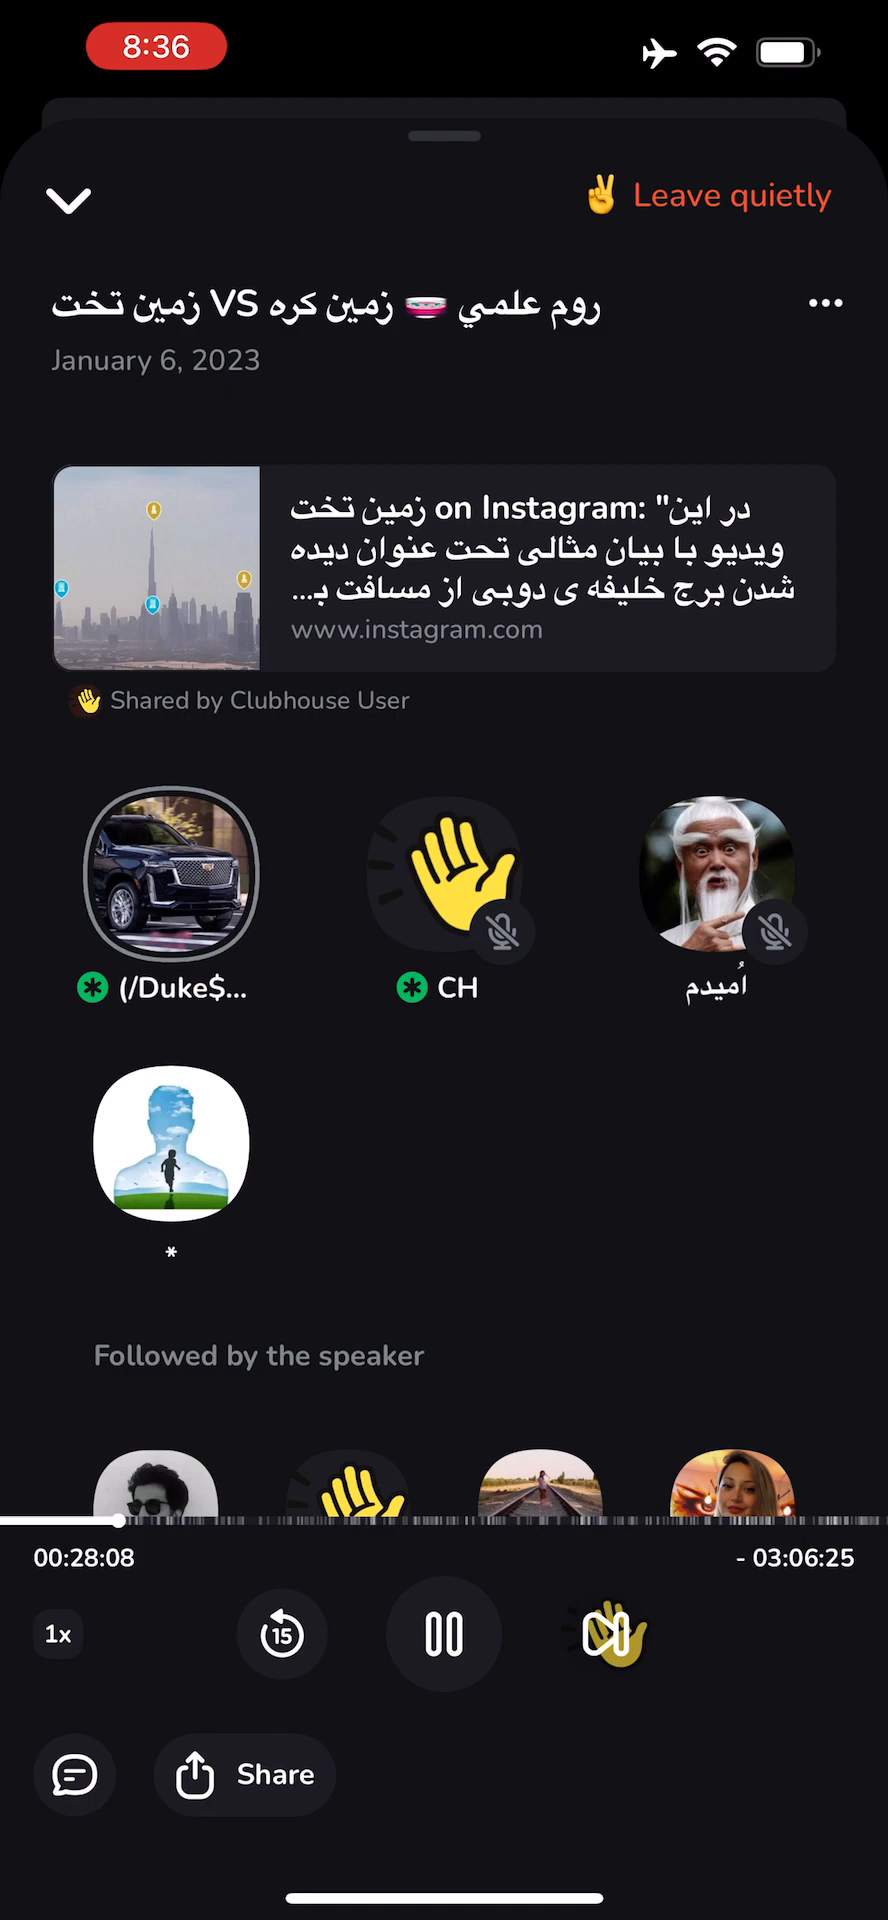 8:36
✌️ Leave quietly
روم علمي 🍥 زمین کره VS زمین تخت
January 6, 2023
زمین تخت on Instagram: "در این
ویدیو با بیان مثالی تحت عنوان دیده
شدن برج خلیفه ی دوبی از مسافت بـ...
www.instagram.com
Shared by Clubhouse User
(/Duke$...
CH
اُمیدم
*
Followed by the speaker
00:28:08
- 03:06:25
1x
15
Share